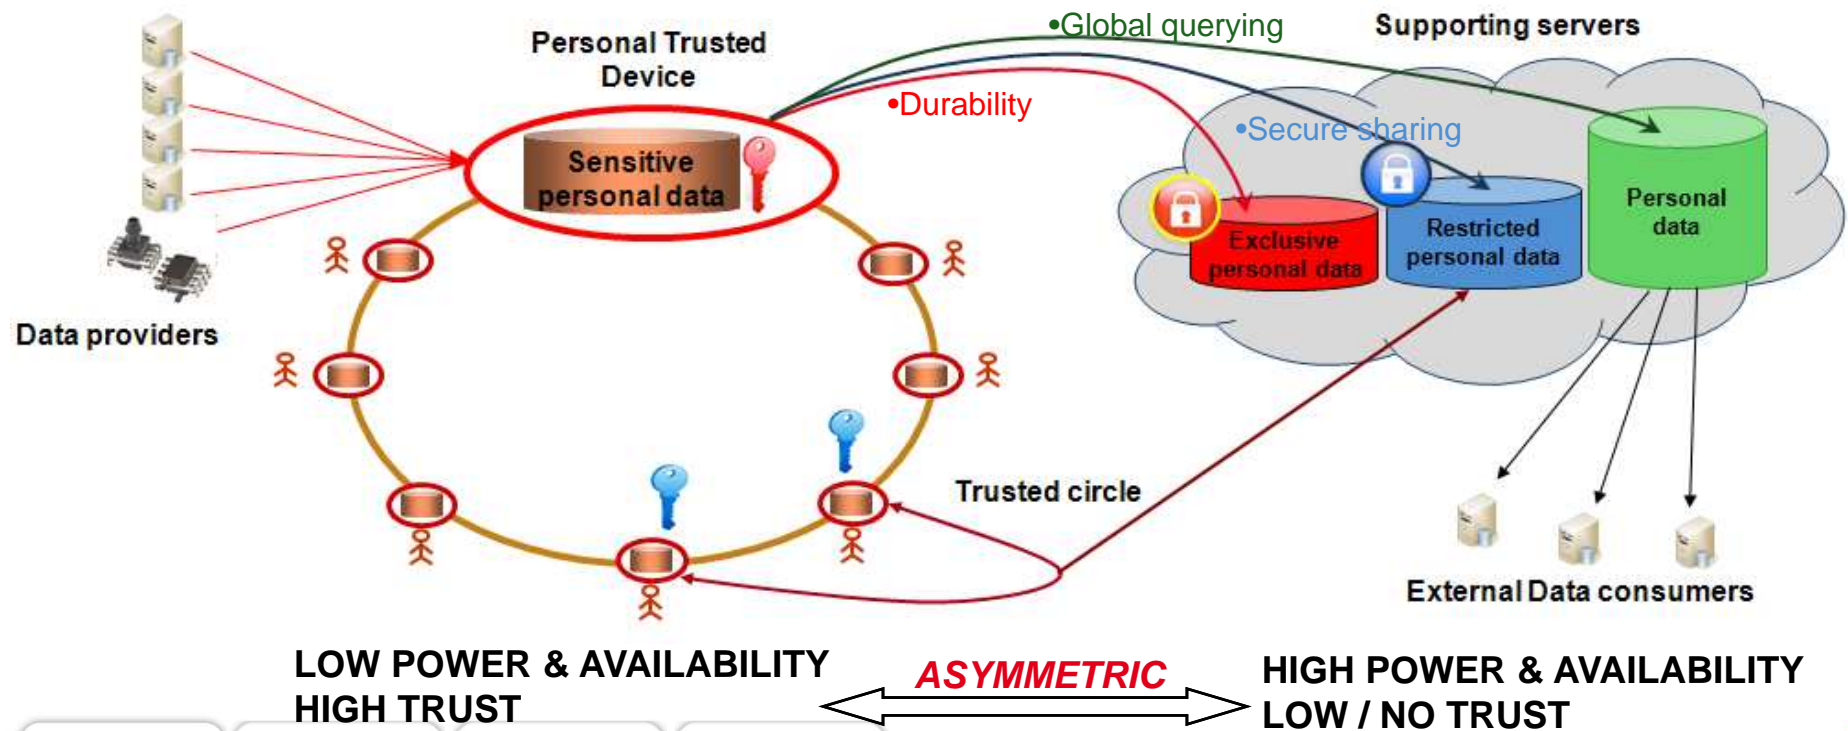 •Global querying
Supporting servers
Personal Trusted
Device
•Durability
•Secure sharing
Sensitive
personal data
Exclusive
personal data
Restricted
personal data
Personal
data
Data providers
Trusted circle
External Data consumers
LOW POWER & AVAILABILITY
HIGH TRUST
ASYMMETRIC
HIGH POWER & AVAILABILITY
LOW / NO TRUST